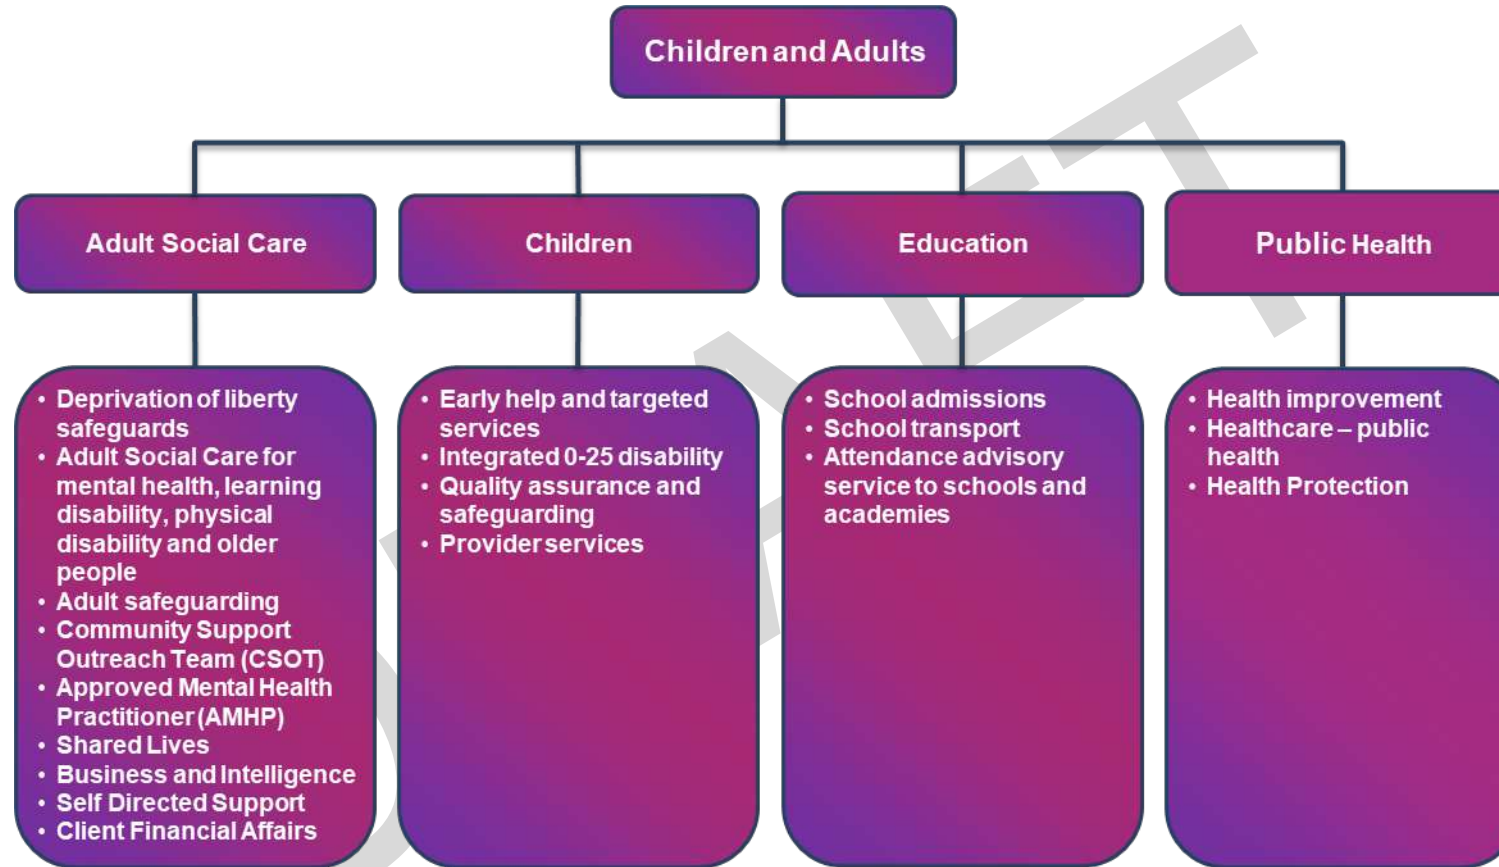 Children and Adults
Adult Social Care
Children
Education
Public Health
• Deprivation of liberty
safeguards
• Adult Social Care for
mental health, learning
disability, physical
disability and older
people
• Adult safeguarding
• Community Support
Outreach Team (CSOT)
• Approved Mental Health
Practitioner (AMHP)
• Shared Lives
• Business and Intelligence
• Self Directed Support
• Client Financial Affairs
• Early help and targeted
services
• Integrated 0-25 disability
• Quality assurance and
safeguarding
• Provider services
• School admissions
• School transport
• Attendance advisory
service to schools and
academies
• Health improvement
• Healthcare – public
health
• Health Protection
DRAFT